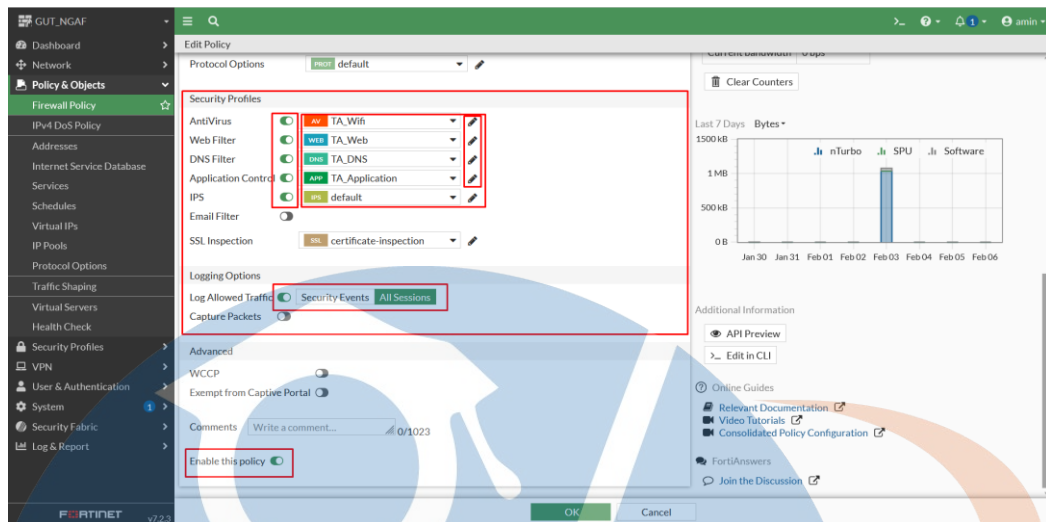 GUT_NGAF
amin
Dashboard
Network
Policy & Objects
Firewall Policy
IPv4 DoS Policy
Addresses
Internet Service Database
Services
Schedules
Virtual IPs
IP Pools
Protocol Options
Traffic Shaping
Virtual Servers
Health Check
Security Profiles
VPN
User & Authentication
System 1
Security Fabric
Log & Report
FORTINET v7.2.3
>_ 1
Edit Policy
Protocol Options PROT default
Security Profiles
AntiVirus AV TA_Wifi
Web Filter WEB TA_Web
DNS Filter DNS TA_DNS
Application Control APP TA_Application
IPS IPS default
Email Filter
SSL Inspection SSL certificate-inspection
Logging Options
Log Allowed Traffic Security Events All Sessions
Capture Packets
Advanced
WCCP
Exempt from Captive Portal
Comments Write a comment... 0/1023
Enable this policy
OK Cancel
Current bandwidth 0 bps
Clear Counters
Last 7 Days Bytes
1500 kB
nTurbo SPU Software
1 MB
500 kB
0 B
Jan 30 Jan 31 Feb 01 Feb 02 Feb 03 Feb 04 Feb 05 Feb 06
Additional Information
API Preview
>_ Edit in CLI
Online Guides
Relevant Documentation
Video Tutorials
Consolidated Policy Configuration
FortiAnswers
Join the Discussion